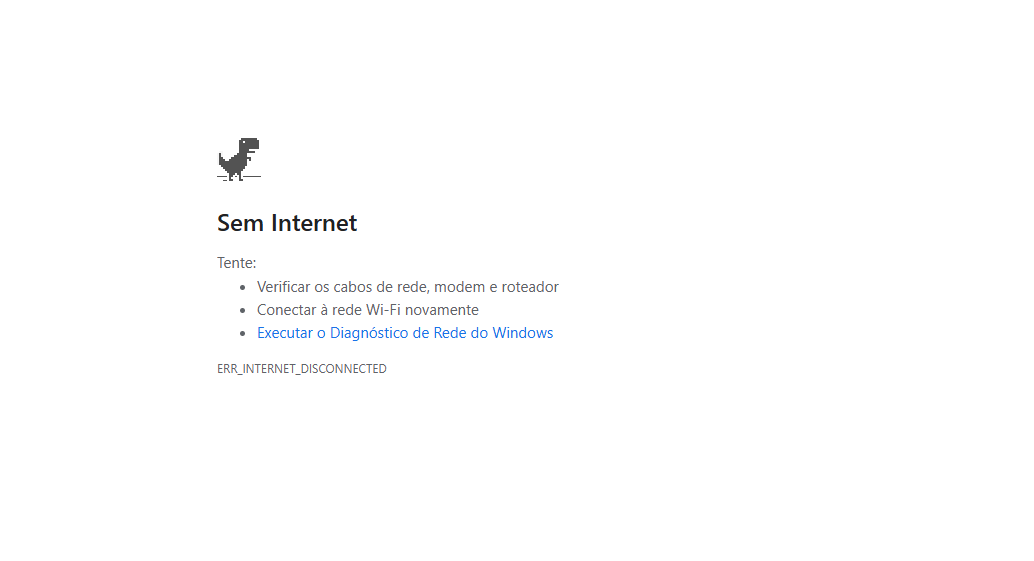 Sem Internet
Tente:
Verificar os cabos de rede, modem e roteador
Conectar à rede Wi-Fi novamente
Executar o Diagnóstico de Rede do Windows
ERR_INTERNET_DISCONNECTED